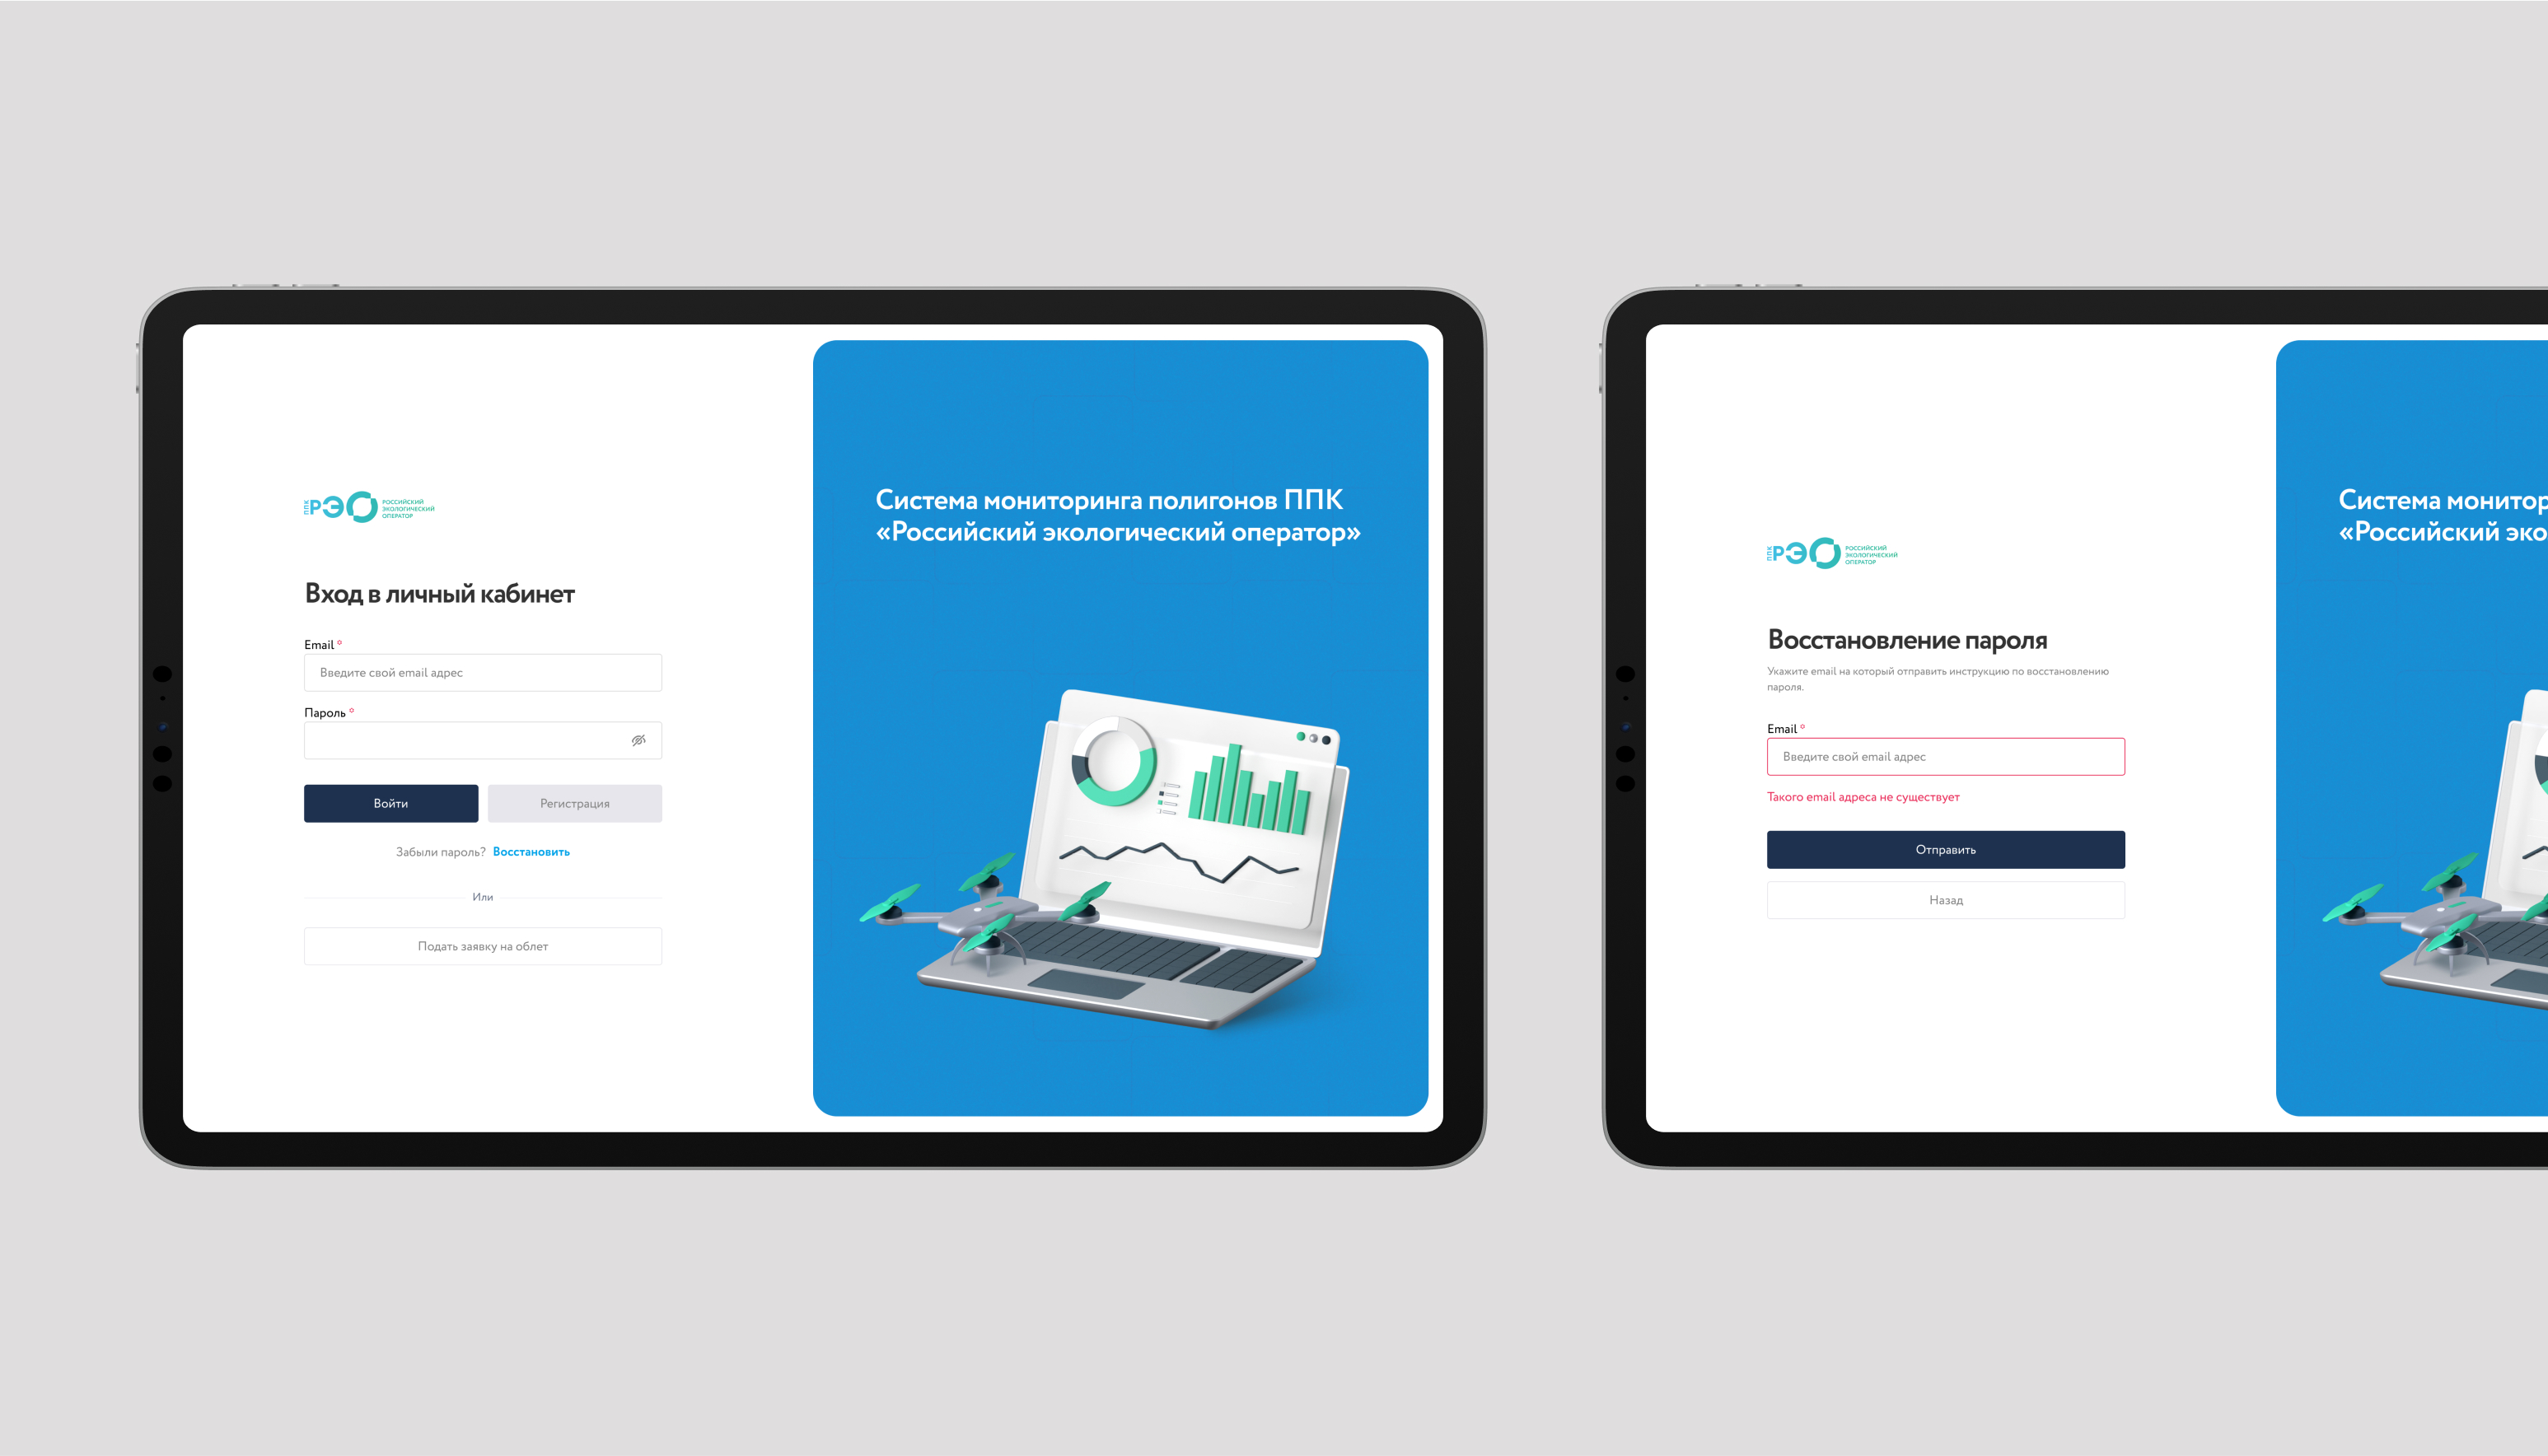 ППК РЭО РОССИЙСКИЙ
ЭКОЛОГИЧЕСКИЙ
ОПЕРАТОР
Вход в личный кабинет
Email *
Введите свой email адрес
Пароль *
Войти
Регистрация
Забыли пароль? Восстановить
Или
Подать заявку на облет
Система мониторинга полигонов ППК
«Российский экологический оператор»
ППК РЭО РОССИЙСКИЙ
ЭКОЛОГИЧЕСКИЙ
ОПЕРАТОР
Восстановление пароля
Укажите email на который отправить инструкцию по восстановлению
пароля.
Email *
Введите свой email адрес
Такого email адреса не существует
Отправить
Назад
Система монитор
«Российский эко